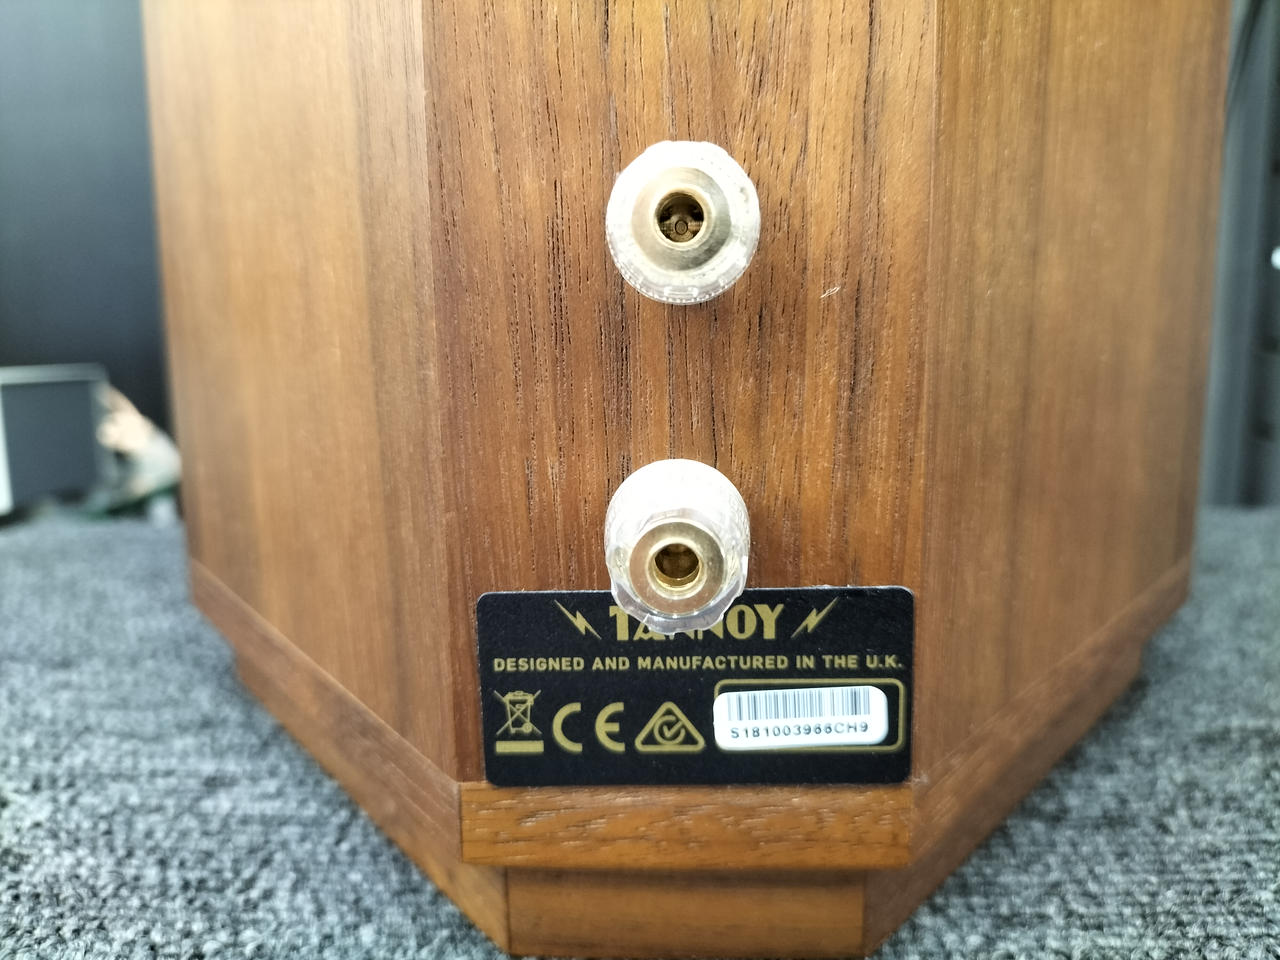 TANNOY
DESIGNED AND MANUFACTURED IN THE U.K.
CE
S181003966CH9